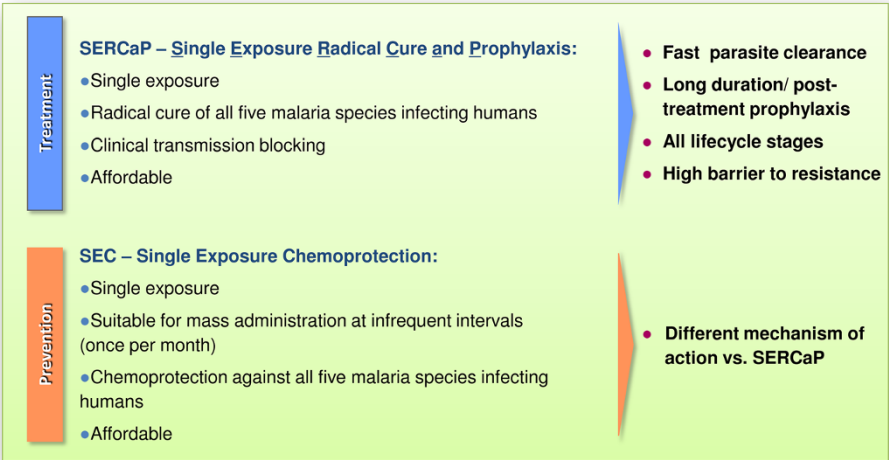 Treatment
SERCaP – Single Exposure Radical Cure and Prophylaxis:
●Single exposure
●Radical cure of all five malaria species infecting humans
●Clinical transmission blocking
●Affordable
● Fast parasite clearance
● Long duration/ post-
treatment prophylaxis
● All lifecycle stages
● High barrier to resistance
Prevention
SEC – Single Exposure Chemoprotection:
●Single exposure
●Suitable for mass administration at infrequent intervals
(once per month)
●Chemoprotection against all five malaria species infecting
humans
●Affordable
● Different mechanism of
action vs. SERCaP